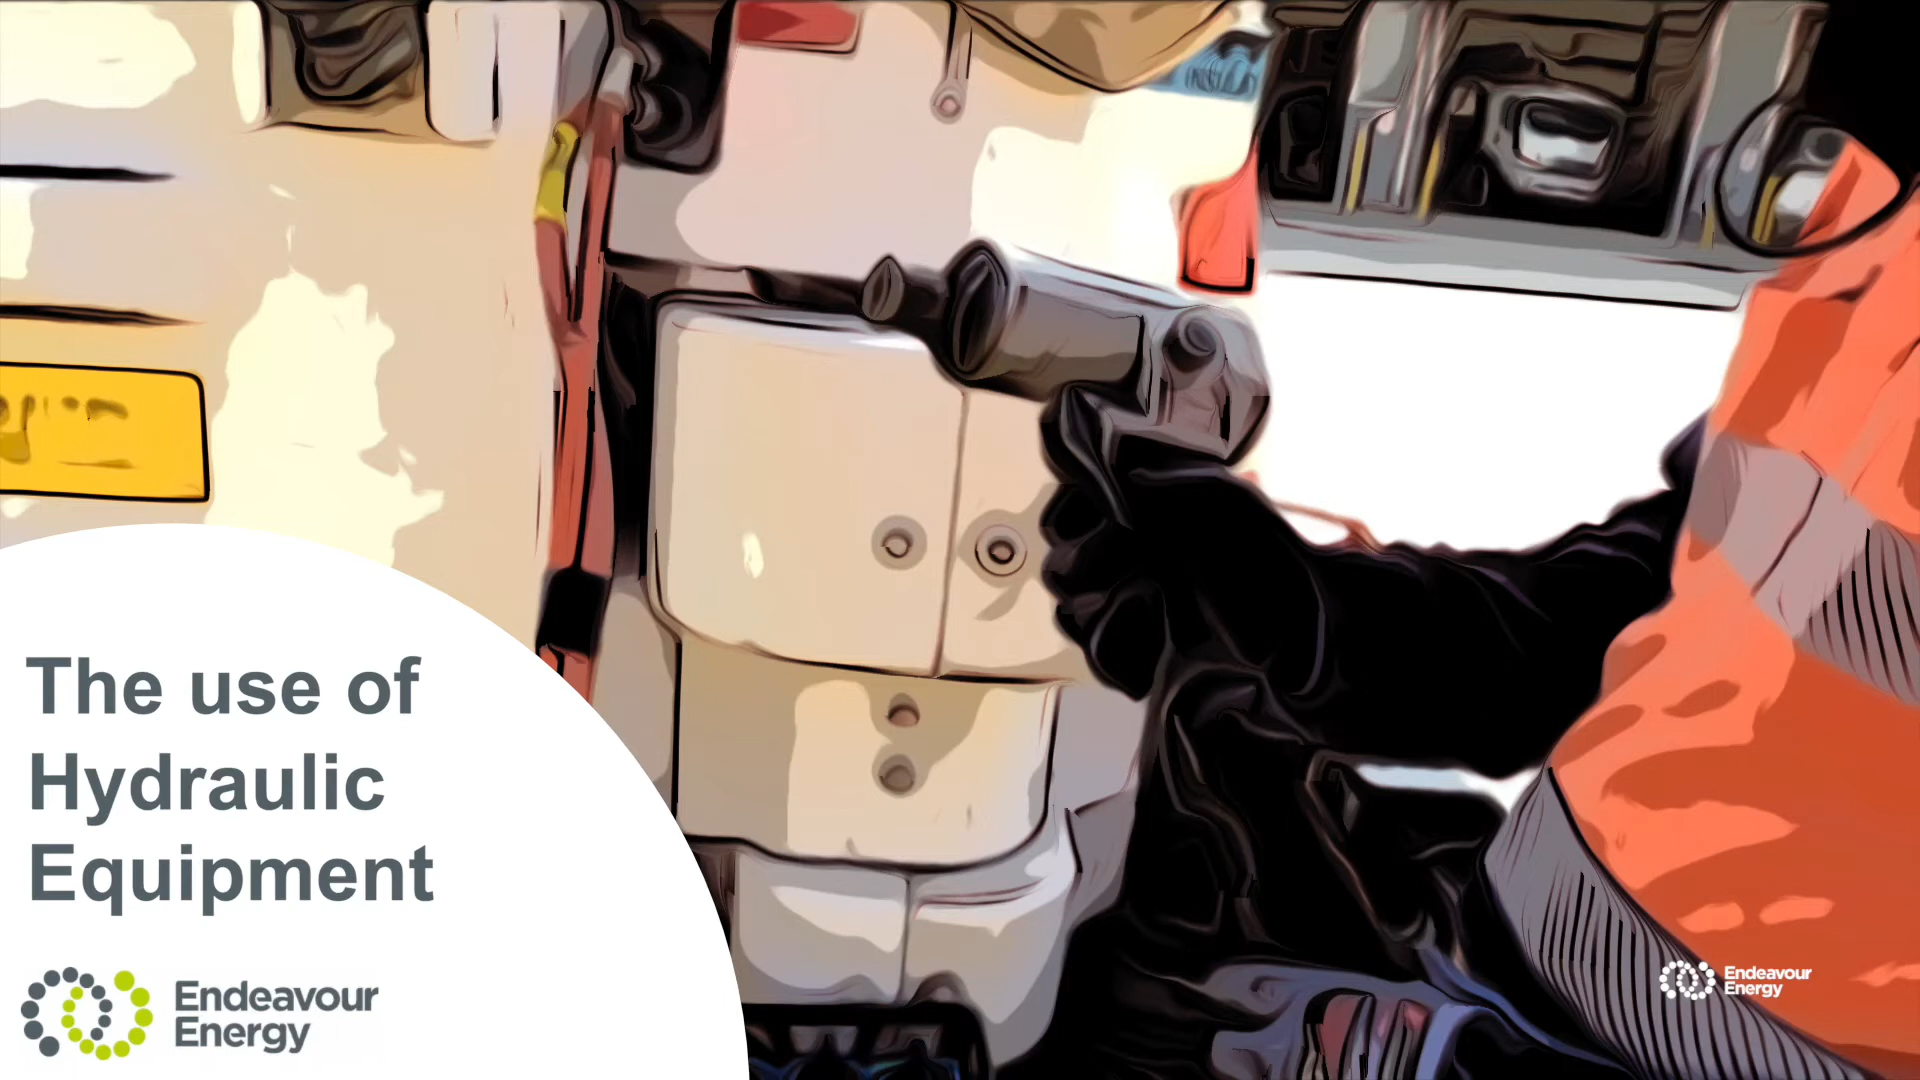 The use of
Hydraulic
Equipment
Endeavour
Energy
Endeavour
Energy